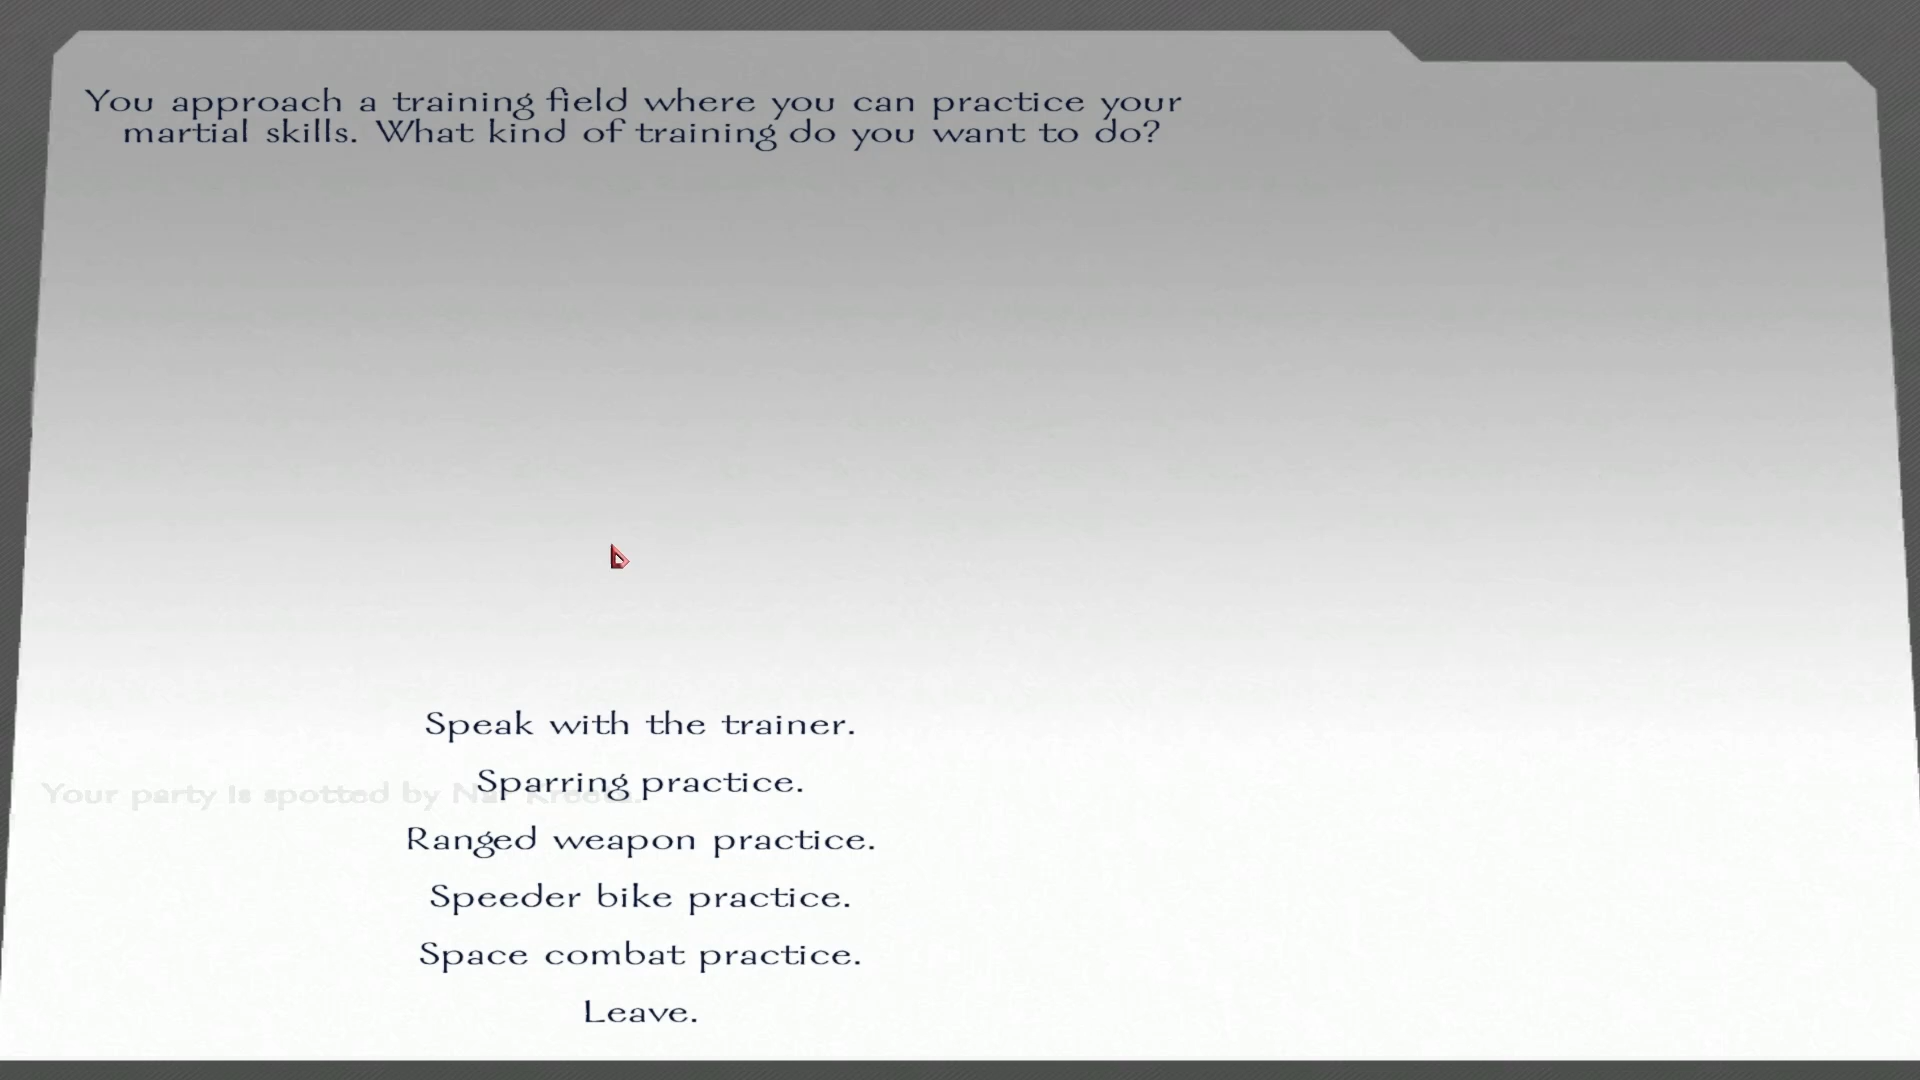 You approach a training field where you can practice your
martial skills. What kind of training do you want to do?
Speak with the trainer.
Sparring practice.
Your party is spotted by
Ranged weapon practice.
Speeder bike practice.
Space combat practice.
Leave.